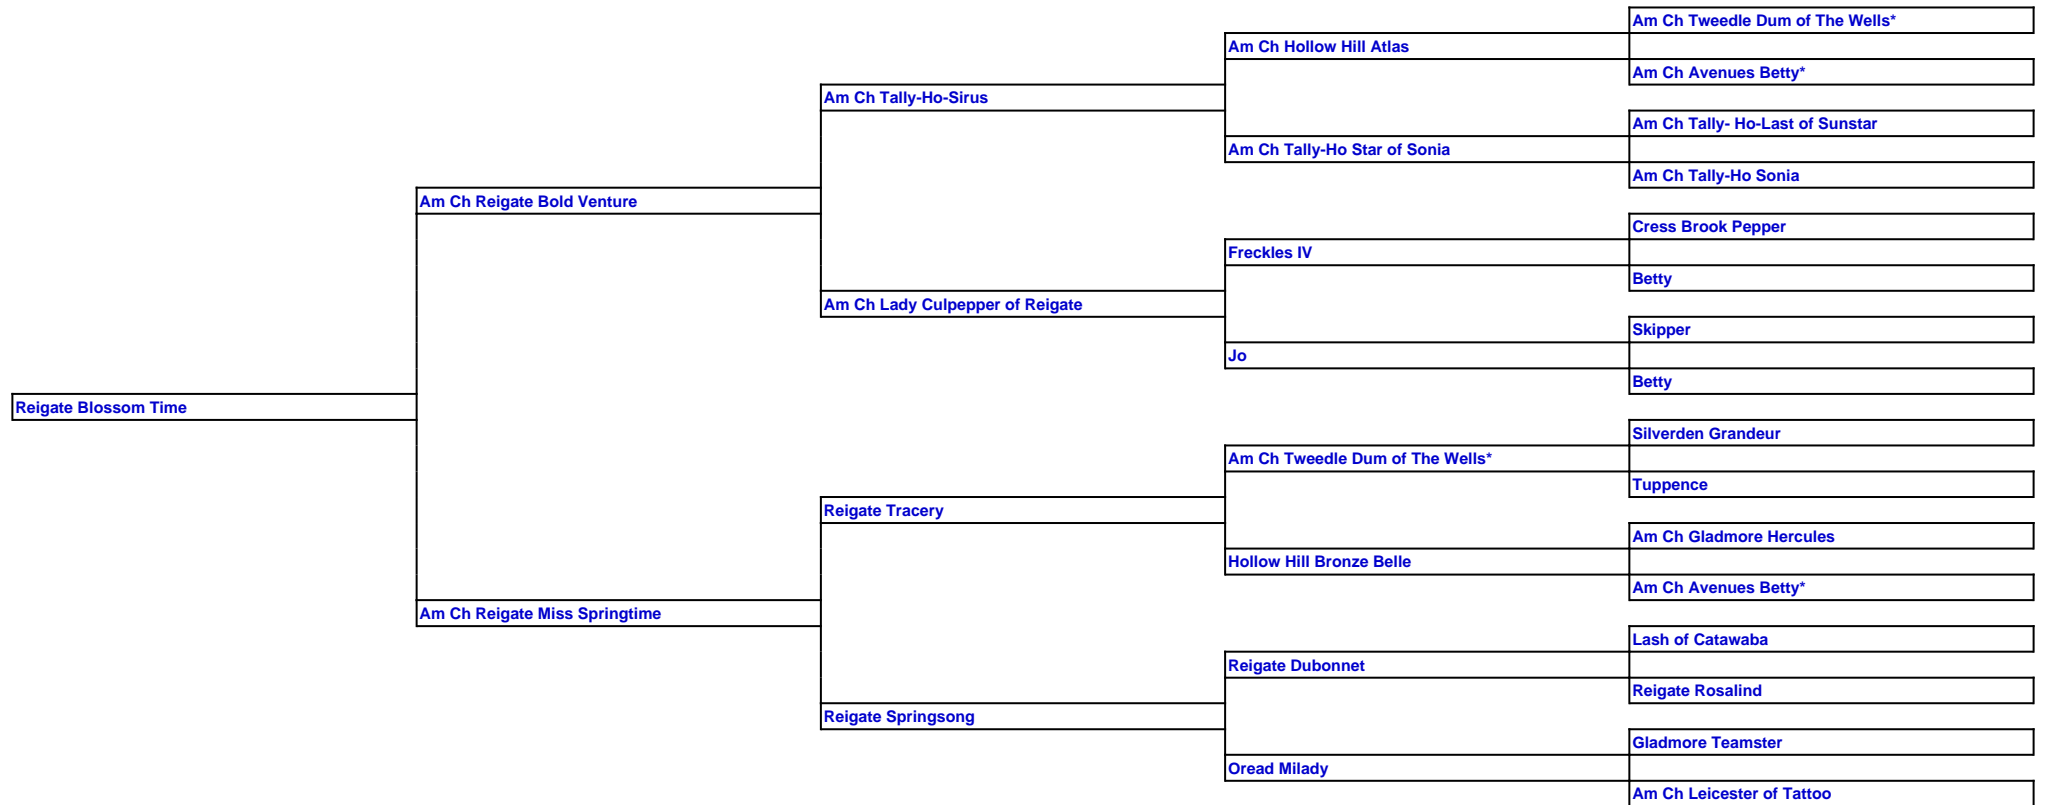 Am Ch Tweedle Dum of The Wells*
Am Ch Hollow Hill Atlas
Am Ch Avenues Betty*
Am Ch Tally-Ho-Sirus
Am Ch Tally- Ho-Last of Sunstar
Am Ch Tally-Ho Star of Sonia
Am Ch Tally-Ho Sonia
Am Ch Reigate Bold Venture
Cress Brook Pepper
Freckles IV
Betty
Am Ch Lady Culpepper of Reigate
Skipper
Jo
Betty
Reigate Blossom Time
Silverden Grandeur
Am Ch Tweedle Dum of The Wells*
Tuppence
Reigate Tracery
Am Ch Gladmore Hercules
Hollow Hill Bronze Belle
Am Ch Avenues Betty*
Am Ch Reigate Miss Springtime
Lash of Catawaba
Reigate Dubonnet
Reigate Rosalind
Reigate Springsong
Gladmore Teamster
Oread Milady
Am Ch Leicester of Tattoo